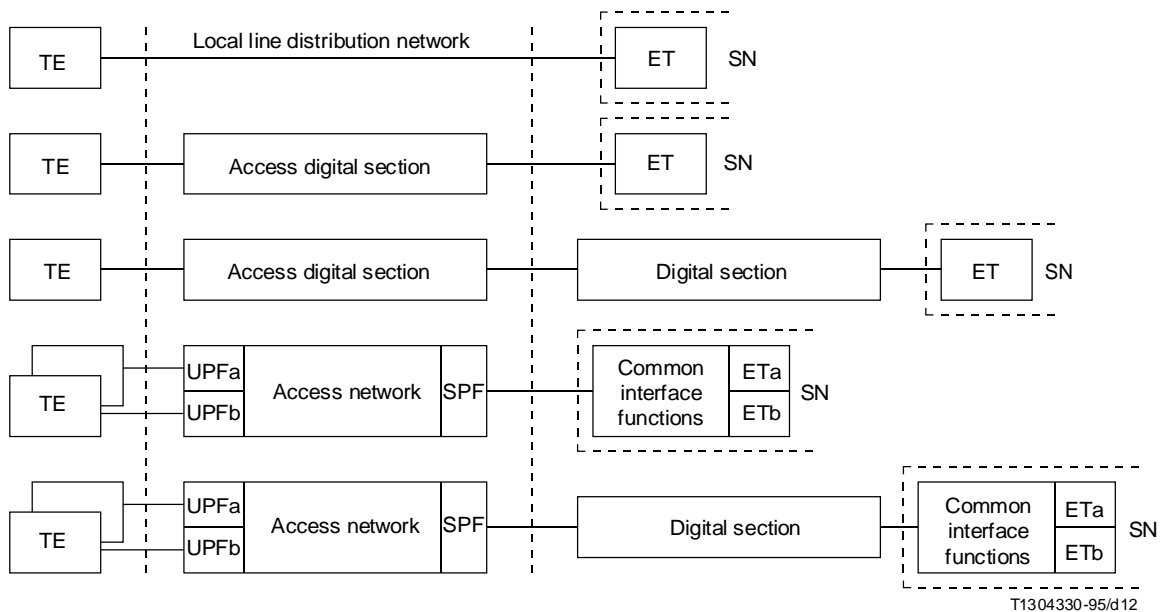 TE
Local line distribution network
ET
SN
TE
Access digital section
ET
SN
TE
Access digital section
Digital section
ET
SN
TE
UPFa
UPFb
Access network
SPF
Common
interface
functions
ETa
ETb
SN
TE
UPFa
UPFb
Access network
SPF
Digital section
Common
interface
functions
ETa
ETb
SN
T1304330-95/d12